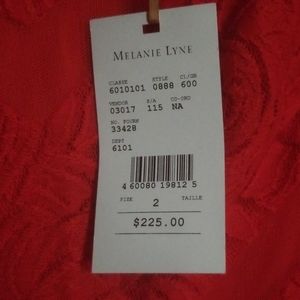 MELANIE LYNE
CLASSE STYLE CL/GR
6010101 0888 600
VENDOR S/A CO-ORD
03017 115 NA
NO. FOURN
33428
DEPT
6101
4 60080 19812 5
SIZE 2 TAILLE
$225.00